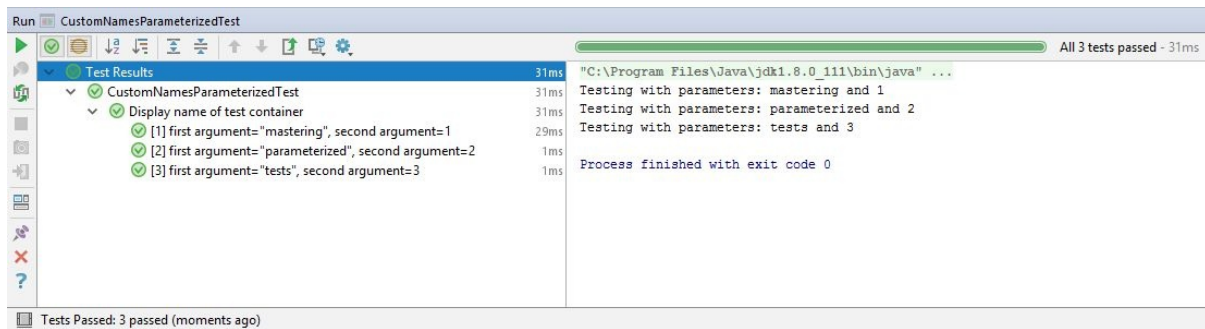 Run CustomNamesParameterizedTest
All 3 tests passed - 31ms
Test Results 31ms
CustomNamesParameterizedTest 31ms
Display name of test container 31ms
[1] first argument="mastering", second argument=1 29ms
[2] first argument="parameterized", second argument=2 1ms
[3] first argument="tests", second argument=3 1ms
"C:\Program Files\Java\jdk1.8.0_111\bin\java" ...
Testing with parameters: mastering and 1
Testing with parameters: parameterized and 2
Testing with parameters: tests and 3
Process finished with exit code 0
Tests Passed: 3 passed (moments ago)